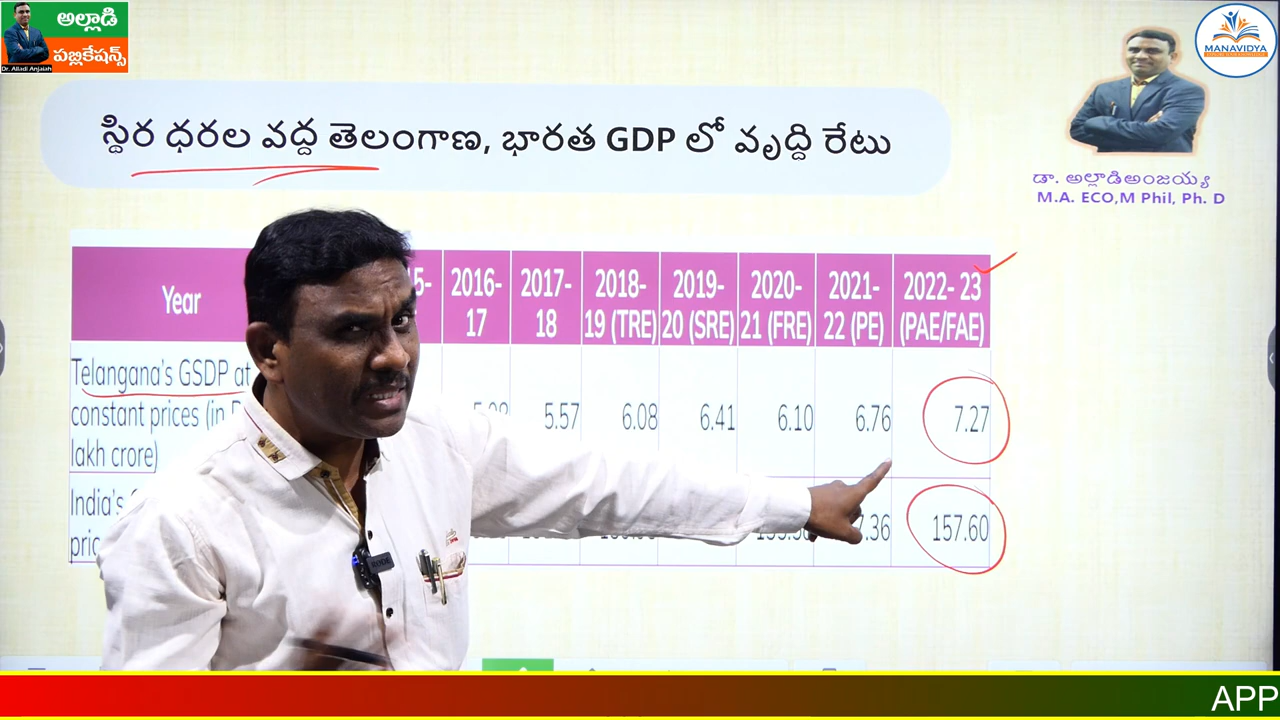 అల్లాడి
పబ్లికేషన్స్
Dr. Alladi Anjaiah
MANAVIDYA
స్థిర ధరల వద్ద తెలంగాణ, భారత GDP లో వృద్ధి రేటు
డా. అల్లాడి అంజయ్య
M.A. ECO,M Phil, Ph. D
Year 2016-17 2017-18 2018-19 (TRE) 2019-20 (SRE) 2020-21 (FRE) 2021-22 (PE) 2022- 23 (PAE/FAE)
Telangana's GSDP at
constant prices (in
lakh crore)
5.57 6.08 6.41 6.10 6.76 7.27
India's
157.60
APP